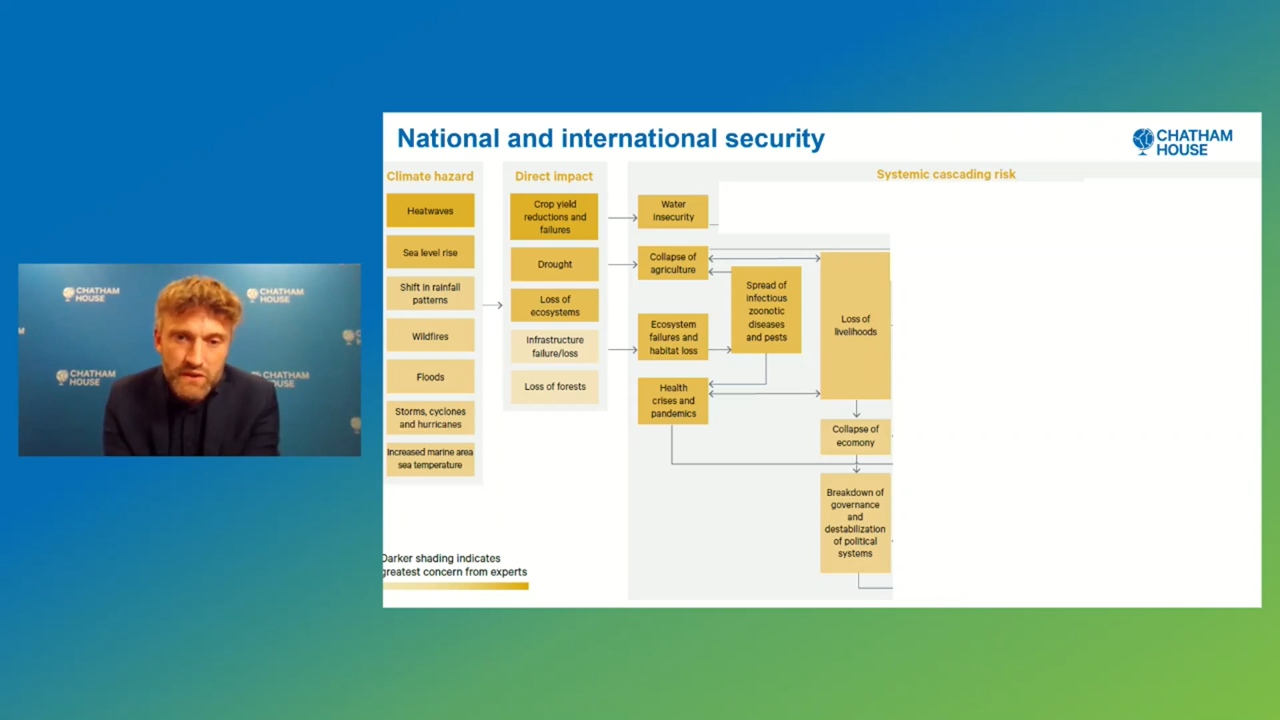 National and international security
CHATHAM
HOUSE
Climate hazard
Heatwaves
Sea level rise
Shift in rainfall
patterns
Wildfires
Floods
Storms, cyclones
and hurricanes
Increased marine area
sea temperature
Direct impact
Crop yield
reductions and
failures
Drought
Loss of
ecosystems
Infrastructure
failure/loss
Loss of forests
Systemic cascading risk
Water
insecurity
Collapse of
agriculture
Ecosystem
failures and
habitat loss
Health
crises and
pandemics
Spread of
infectious
zoonotic
diseases
and pests
Loss of
livelihoods
Collapse of
ecomony
Breakdown of
governance
and
destabilization
of political
systems
Darker shading indicates
greatest concern from experts
CHATHAM
HOUSE
CHATHAM
HOUSE
CHATHAM
HOUSE
CHATHAM
HOUSE